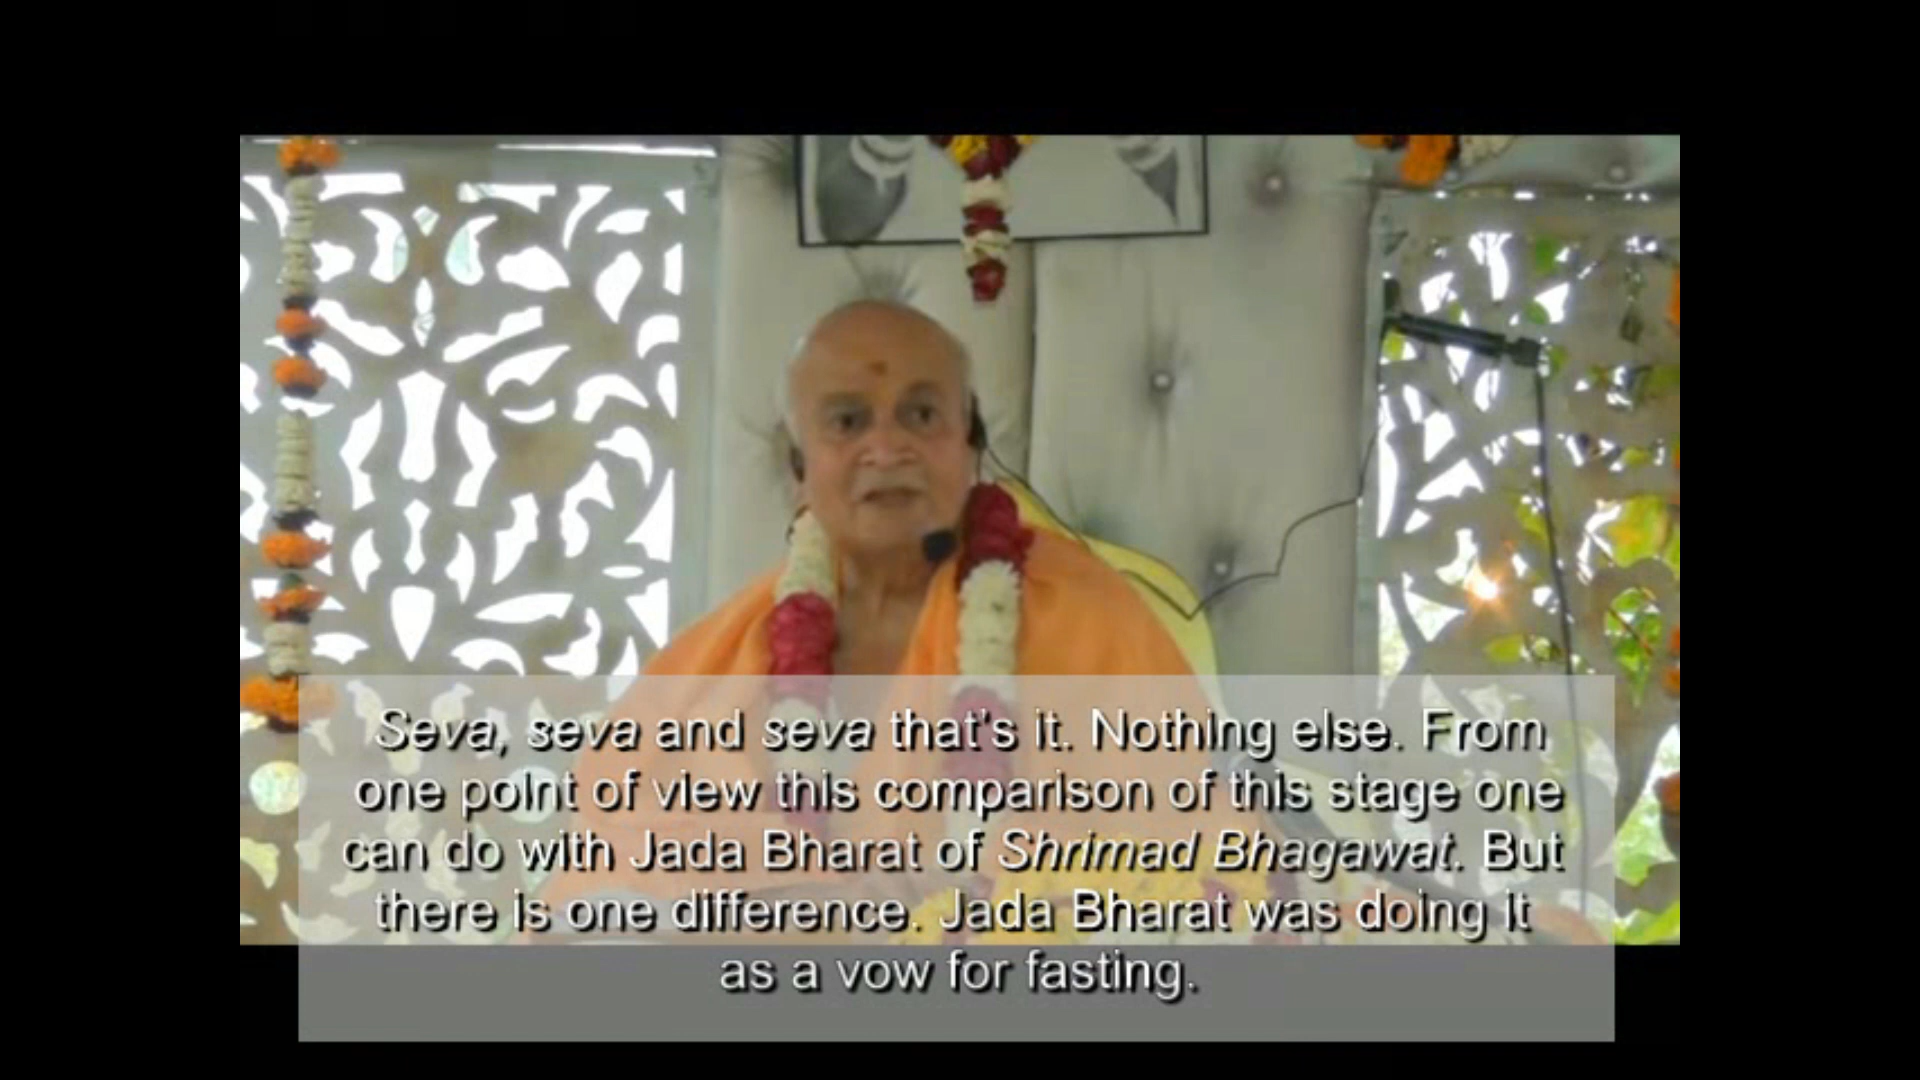 Seva, seva and seva that's it. Nothing else. From
one point of view this comparison of this stage one
can do with Jada Bharat of Shrimad Bhagawat. But
there is one difference. Jada Bharat was doing it
as a vow for fasting.